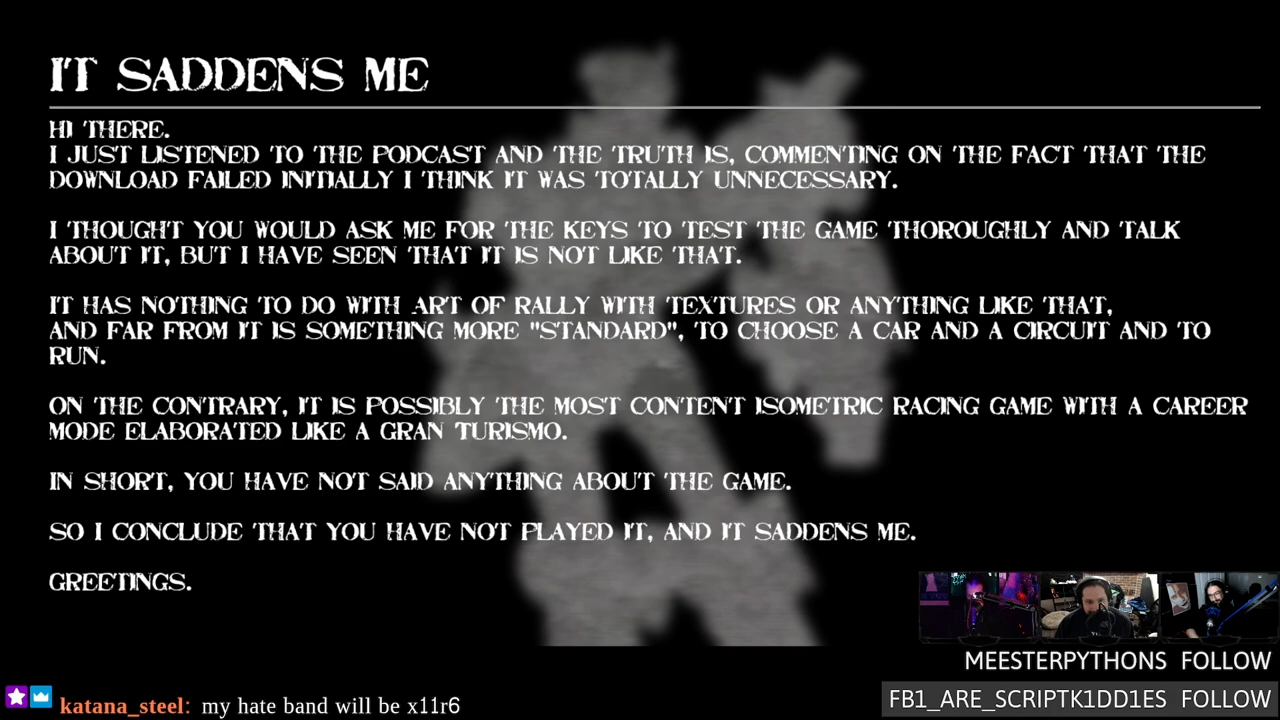 IT SADDENS ME
HI THERE.
I JUST LISTENED TO THE PODCAST AND THE TRUTH IS, COMMENTING ON THE FACT THAT THE
DOWNLOAD FAILED INITIALLY I THINK IT WAS TOTALLY UNNECESSARY.
I THOUGHT YOU WOULD ASK ME FOR THE KEYS TO TEST THE GAME THOROUGHLY AND TALK
ABOUT IT, BUT I HAVE SEEN THAT IT IS NOT LIKE THAT.
IT HAS NOTHING TO DO WITH ART OF RALLY WITH TEXTURES OR ANYTHING LIKE THAT,
AND FAR FROM IT IS SOMETHING MORE "STANDARD", TO CHOOSE A CAR AND A CIRCUIT AND TO
RUN.
ON THE CONTRARY, IT IS POSSIBLY THE MOST CONTENT ISOMETRIC RACING GAME WITH A CAREER
MODE ELABORATED LIKE A GRAN TURISMO.
IN SHORT, YOU HAVE NOT SAID ANYTHING ABOUT THE GAME.
SO I CONCLUDE THAT YOU HAVE NOT PLAYED IT, AND IT SADDENS ME.
GREETINGS.
MEESTERPYTHONS FOLLOW
FB1_ARE_SCRIPTK1DD1ES FOLLOW
katana_steel: my hate band will be x11r6